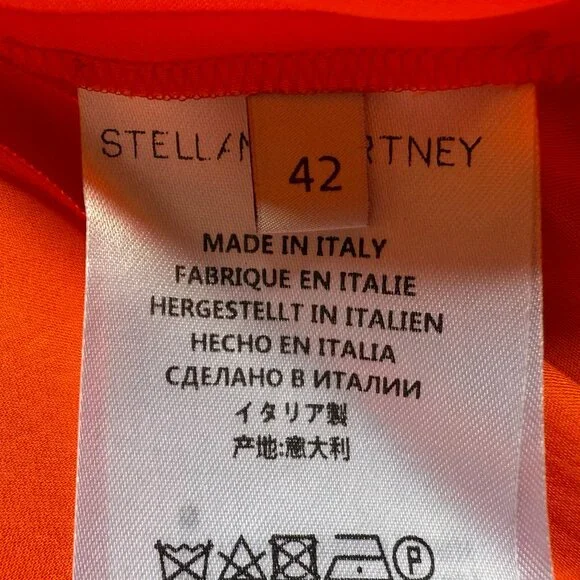 STELLA M RTNEY
42
MADE IN ITALY
FABRIQUE EN ITALIE
HERGESTELLT IN ITALIEN
HECHO EN ITALIA
СДЕЛАНО В ИТАЛИИ
イタリア製
产地:意大利
P